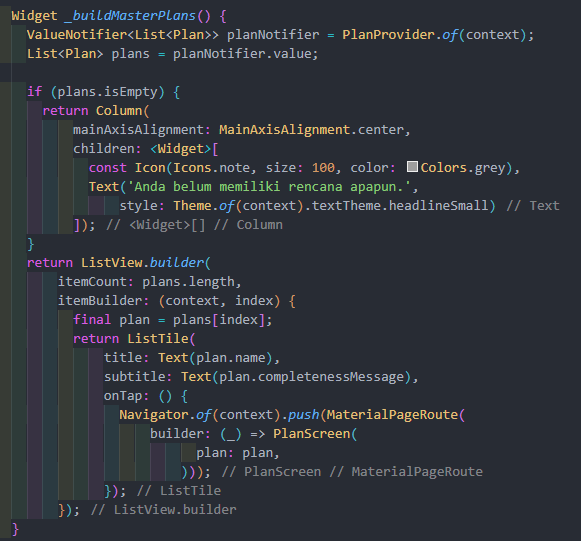 Widget _buildMasterPlans() {
ValueNotifier<List<Plan>> planNotifier = PlanProvider.of(context);
List<Plan> plans = planNotifier.value;
if (plans.isEmpty) {
return Column(
mainAxisAlignment: MainAxisAlignment.center,
children: <Widget>[
const Icon(Icons.note, size: 100, color: Colors.grey),
Text('Anda belum memiliki rencana apapun.',
style: Theme.of(context).textTheme.headlineSmall) // Text
]); // <Widget>[] // Column
}
return ListView.builder(
itemCount: plans.length,
itemBuilder: (context, index) {
final plan = plans[index];
return ListTile(
title: Text(plan.name),
subtitle: Text(plan.completenessMessage),
onTap: () {
Navigator.of(context).push(MaterialPageRoute(
builder: (_) => PlanScreen(
plan: plan,
))); // PlanScreen // MaterialPageRoute
}); // ListTile
}); // ListView.builder
}